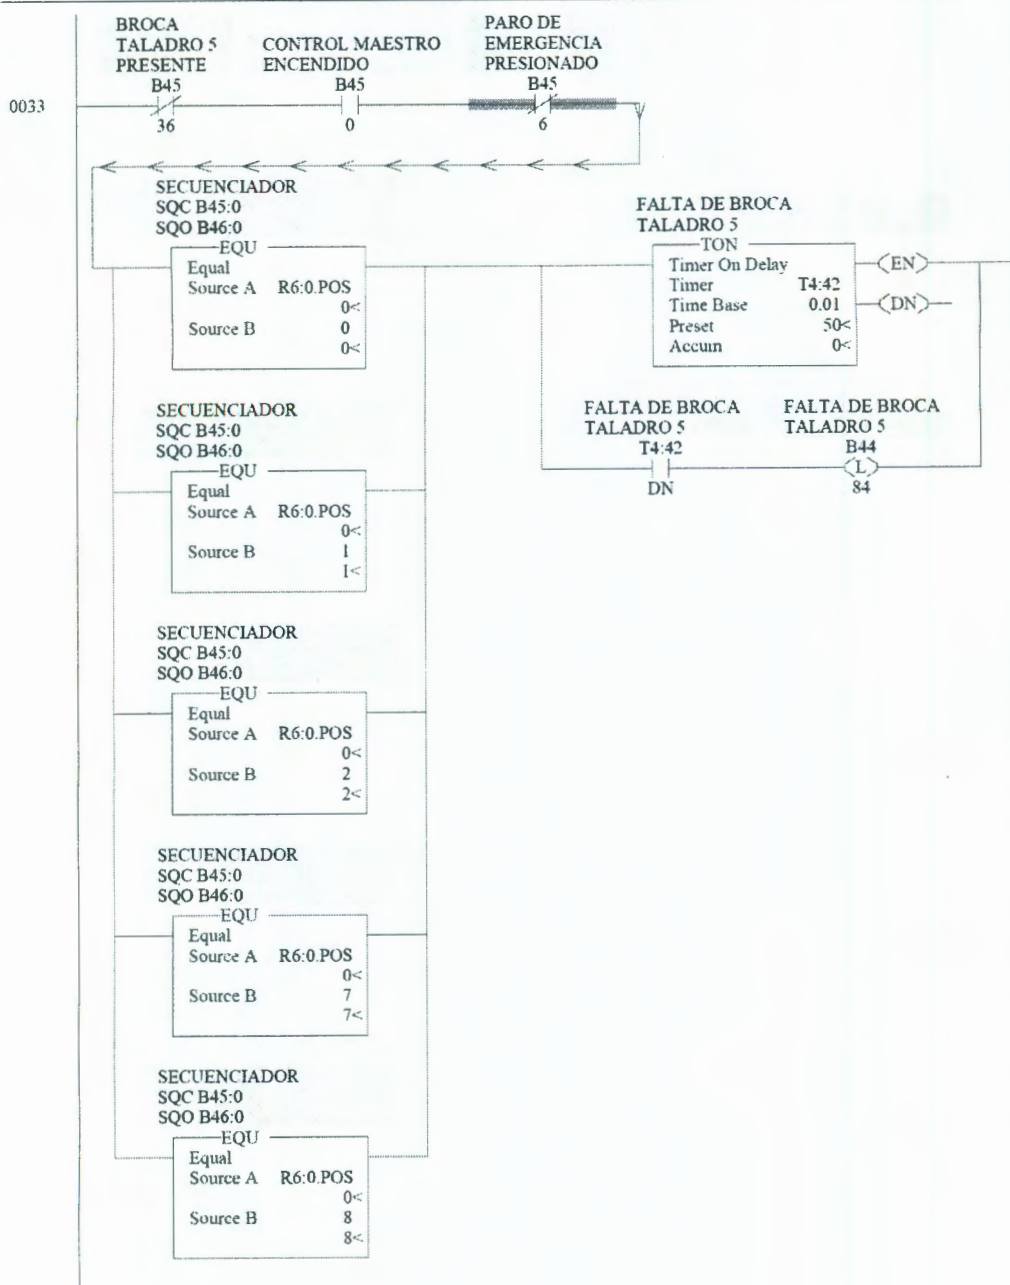 BROCA
TALADRO 5
PRESENTE
B45
36
CONTROL MAESTRO
ENCENDIDO
B45
0
PARO DE
EMERGENCIA
PRESIONADO
B45
6
0033
SECUENCIADOR
SQC B45:0
SQO B46:0
EQU
Equal
Source A R6:0.POS
0<
Source B 0
0<
FALTA DE BROCA
TALADRO 5
TON
Timer On Delay
Timer T4:42
Time Base 0.01
Preset 50<
Accum 0<
EN
DN
FALTA DE BROCA
TALADRO 5
T4:42
DN
FALTA DE BROCA
TALADRO 5
B44
L
84
SECUENCIADOR
SQC B45:0
SQO B46:0
EQU
Equal
Source A R6:0.POS
0<
Source B 1
1<
SECUENCIADOR
SQC B45:0
SQO B46:0
EQU
Equal
Source A R6:0.POS
0<
Source B 2
2<
SECUENCIADOR
SQC B45:0
SQO B46:0
EQU
Equal
Source A R6:0.POS
0<
Source B 7
7<
SECUENCIADOR
SQC B45:0
SQO B46:0
EQU
Equal
Source A R6:0.POS
0<
Source B 8
8<